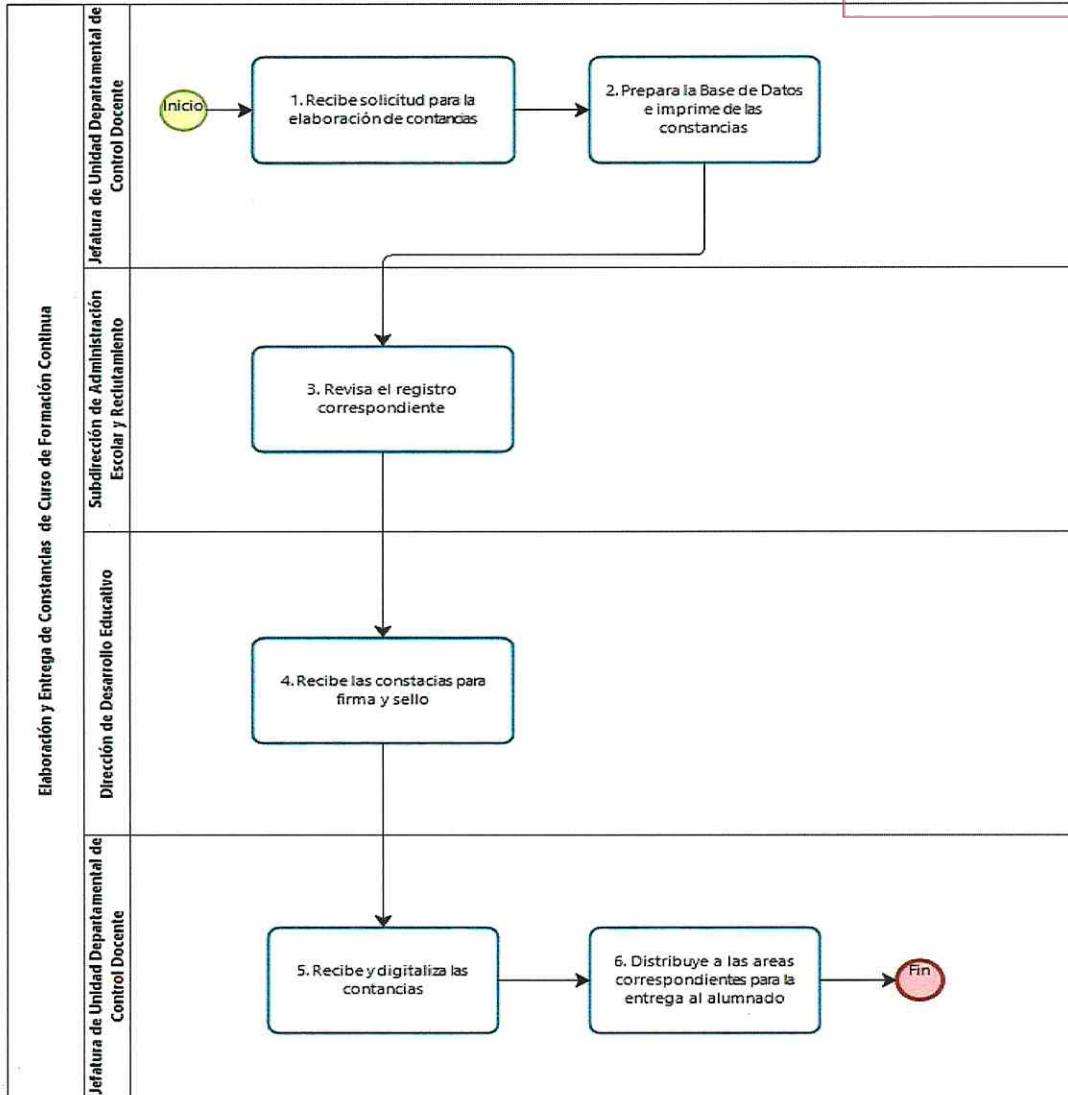 Elaboración y Entrega de Constancias de Curso de Formación Continua
Jefatura de Unidad Departamental de
Control Docente
Inicio
1. Recibe solicitud para la
elaboración de contancias
2. Prepara la Base de Datos
e imprime de las
constancias
Subdirección de Administración
Escolar y Reclutamiento
3. Revisa el registro
correspondiente
Dirección de Desarrollo Educativo
4. Recibe las constacias para
firma y sello
Jefatura de Unidad Departamental de
Control Docente
5. Recibe y digitaliza las
contancias
6. Distribuye a las areas
correspondientes para la
entrega al alumnado
Fin